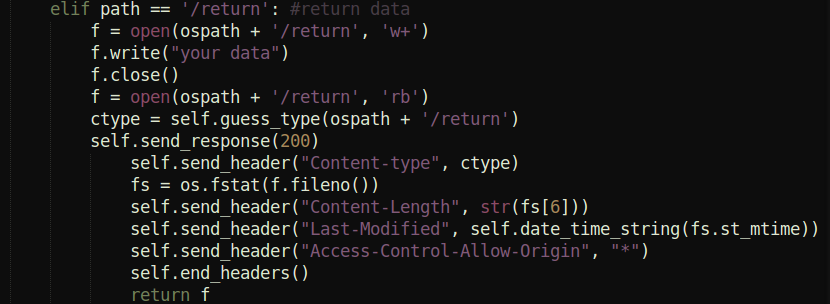 elif path == '/return': #return data
f = open(ospath + '/return', 'w+')
f.write("your data")
f.close()
f = open(ospath + '/return', 'rb')
ctype = self.guess_type(ospath + '/return')
self.send_response(200)
self.send_header("Content-type", ctype)
fs = os.fstat(f.fileno())
self.send_header("Content-Length", str(fs[6]))
self.send_header("Last-Modified", self.date_time_string(fs.st_mtime))
self.send_header("Access-Control-Allow-Origin", "*")
self.end_headers()
return f